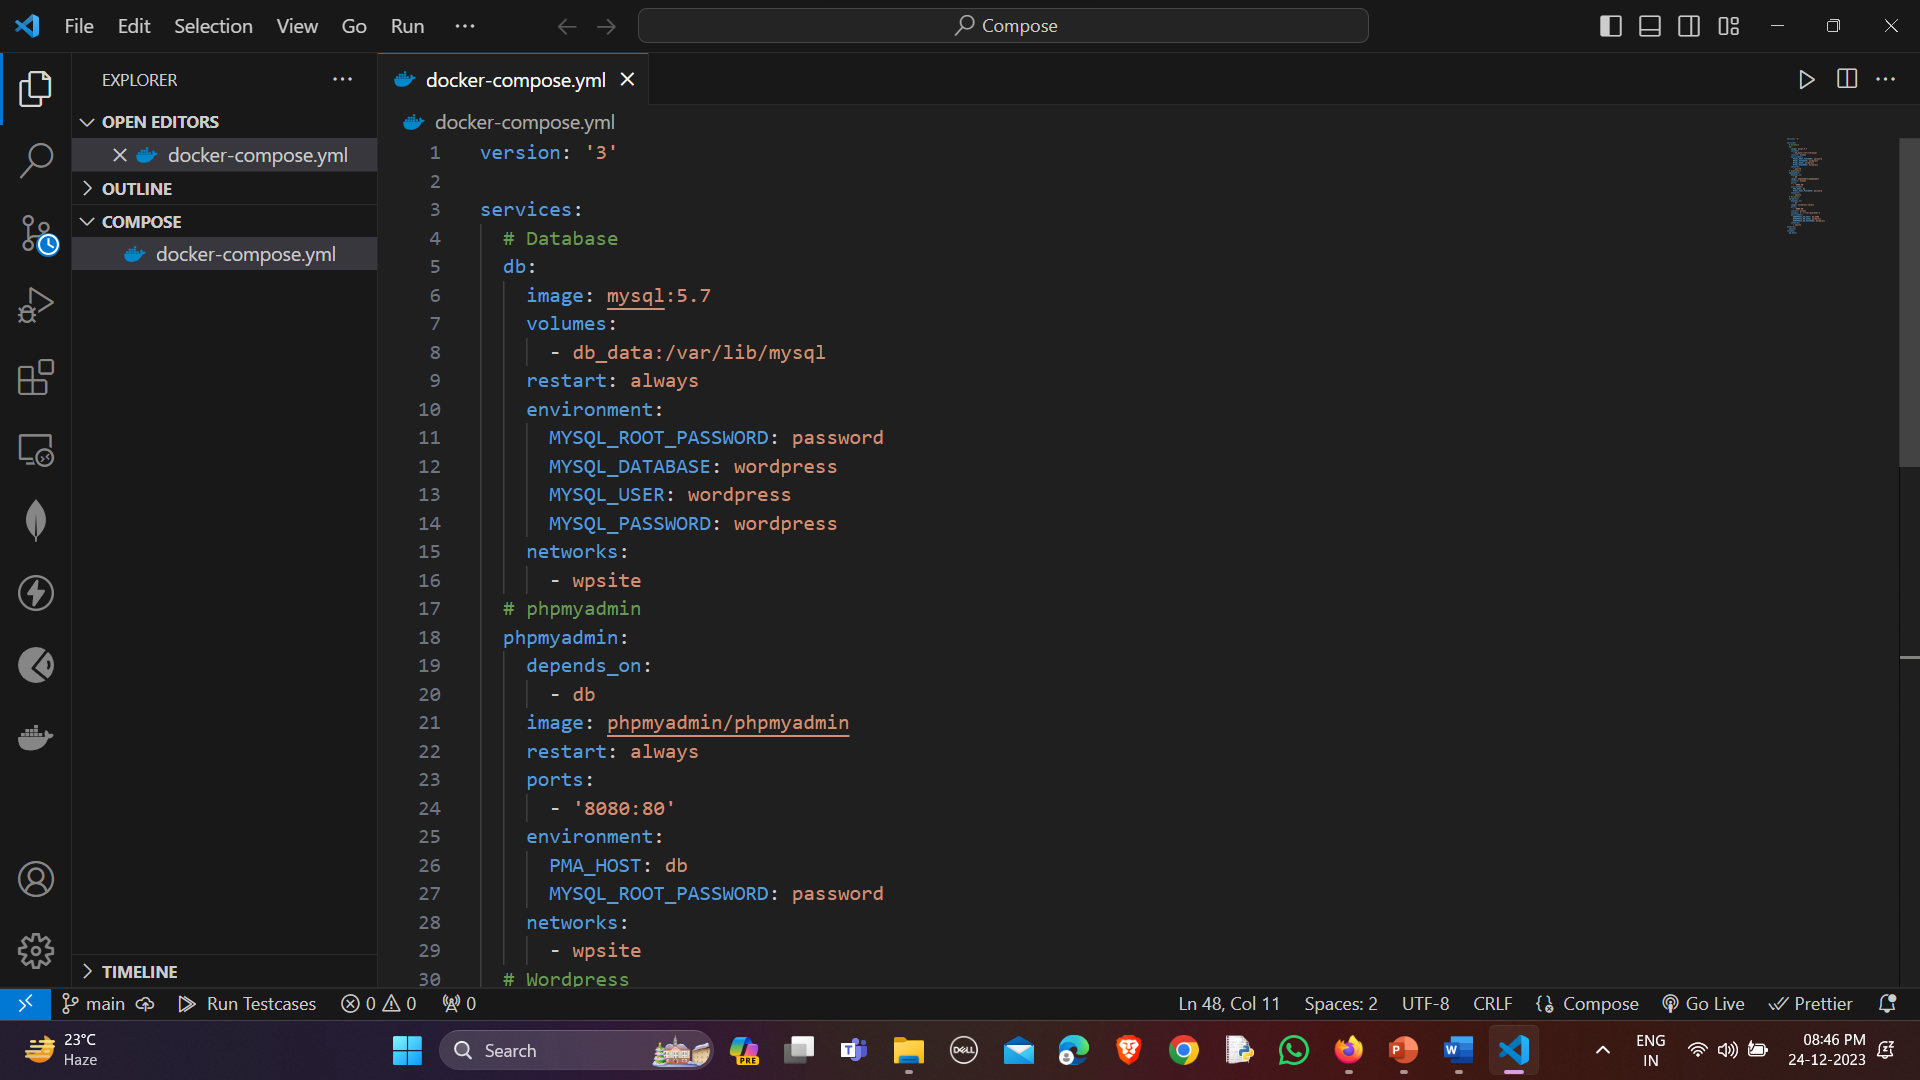 File Edit Selection View Go Run ···
Compose
EXPLORER ···
OPEN EDITORS
docker-compose.yml
OUTLINE
COMPOSE
docker-compose.yml
TIMELINE
docker-compose.yml
docker-compose.yml
1 version: '3'
2
3 services:
4 # Database
5 db:
6 image: mysql:5.7
7 volumes:
8 - db_data:/var/lib/mysql
9 restart: always
10 environment:
11 MYSQL_ROOT_PASSWORD: password
12 MYSQL_DATABASE: wordpress
13 MYSQL_USER: wordpress
14 MYSQL_PASSWORD: wordpress
15 networks:
16 - wpsite
17 # phpmyadmin
18 phpmyadmin:
19 depends_on:
20 - db
21 image: phpmyadmin/phpmyadmin
22 restart: always
23 ports:
24 - '8080:80'
25 environment:
26 PMA_HOST: db
27 MYSQL_ROOT_PASSWORD: password
28 networks:
29 - wpsite
30 # Wordpress
main Run Testcases 0 0 0 Ln 48, Col 11 Spaces: 2 UTF-8 CRLF Compose Go Live Prettier
23°C
Haze
Search
PRE
DELL
ENG
IN
08:46 PM
24-12-2023